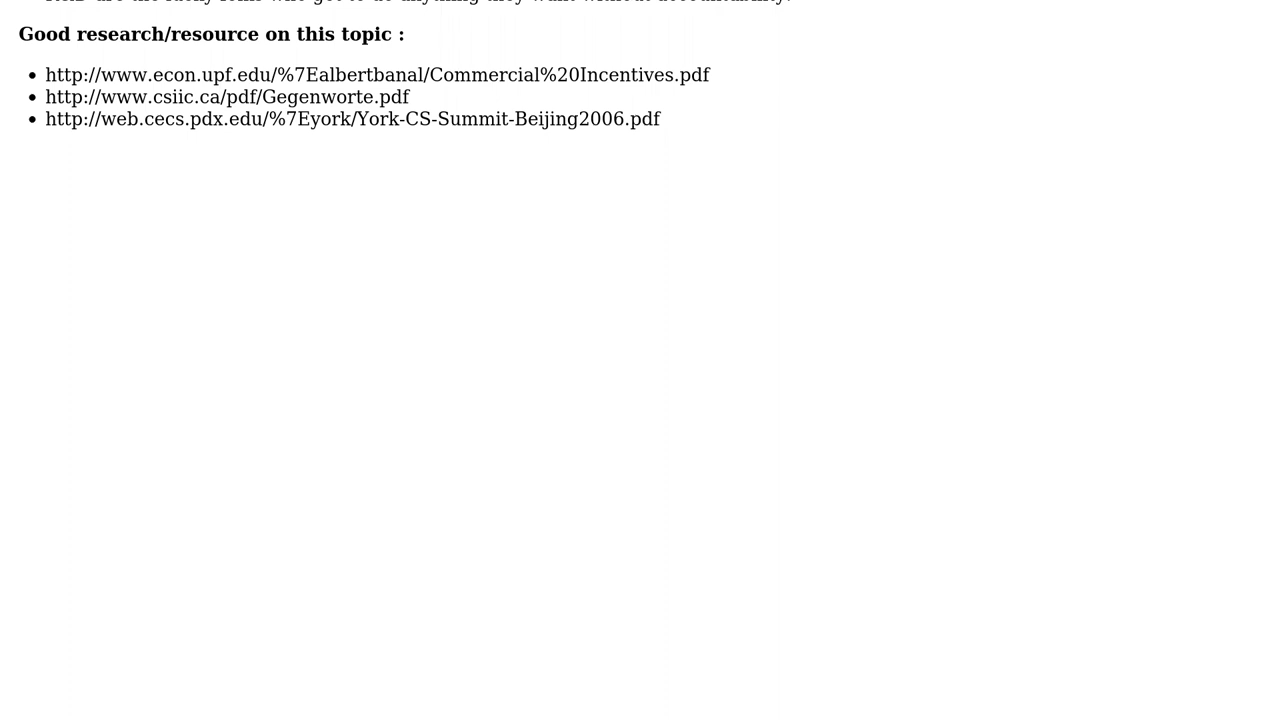 Good research/resource on this topic :
http://www.econ.upf.edu/%7Ealbertbanal/Commercial%20Incentives.pdf
http://www.csiic.ca/pdf/Gegenworte.pdf
http://web.cecs.pdx.edu/%7Eyork/York-CS-Summit-Beijing2006.pdf